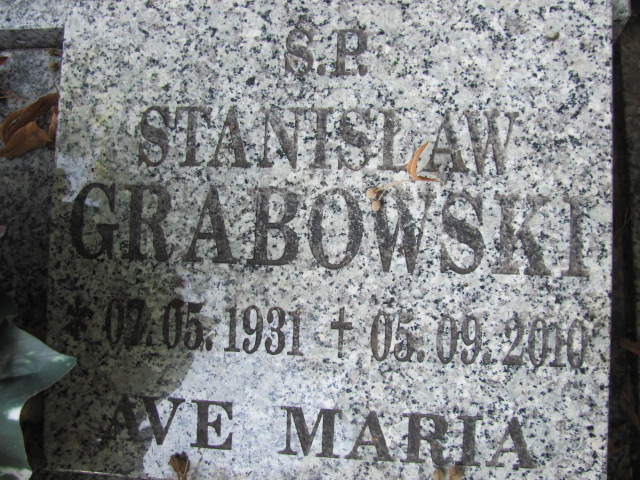 Ś.P.
STANISŁAW
GRABOWSKI
* 07.05.1931 † 05.09.2010
AVE MARIA